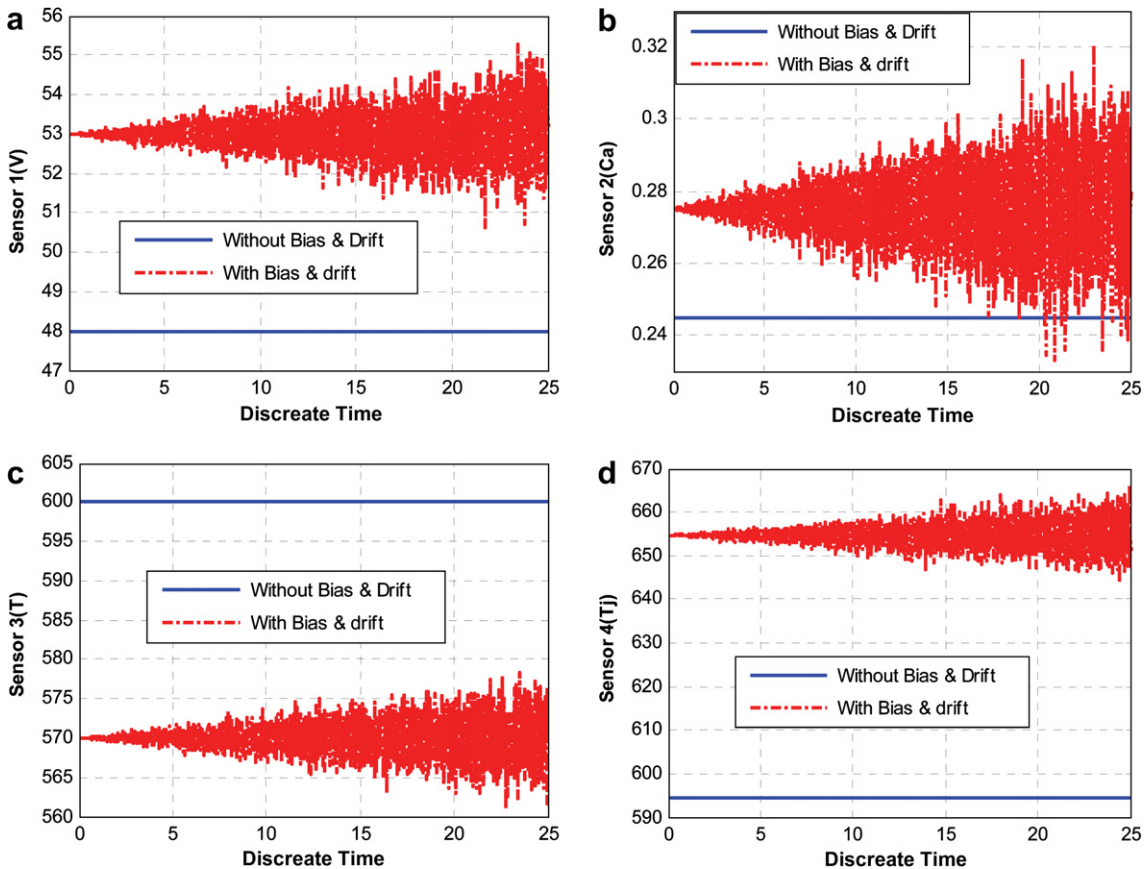 a
56
55
54
53
52
51
50
49
48
47
Sensor 1(V)
Without Bias & Drift
With Bias & drift
0 5 10 15 20 25
Discreate Time
b
0.32
0.3
0.28
0.26
0.24
Sensor 2(Ca)
Without Bias & Drift
With Bias & drift
0 5 10 15 20 25
Discreate Time
c
605
600
595
590
585
580
575
570
565
560
Sensor 3(T)
Without Bias & Drift
With Bias & drift
0 5 10 15 20 25
Discreate Time
d
670
660
650
640
630
620
610
600
590
Sensor 4(Tj)
Without Bias & Drift
With Bias & drift
0 5 10 15 20 25
Discreate Time